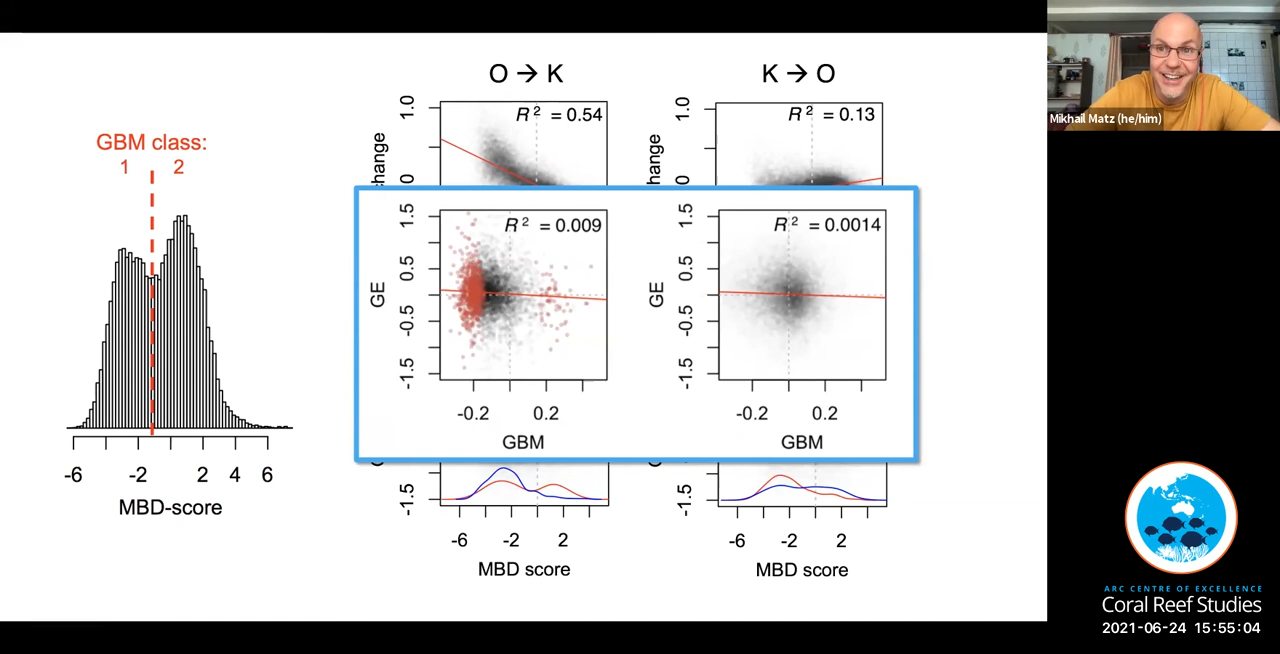 O → K
K → O
GBM class:
1 2
1.0
0
change
R² = 0.54
1.0
0
change
R² = 0.13
1.5
0.5
-0.5
-1.5
GE
R² = 0.009
-0.2 0.2
GBM
1.5
0.5
-0.5
-1.5
GE
R² = 0.0014
-0.2 0.2
GBM
-6 -2 2 4 6
MBD-score
-1.5
-6 -2 2
MBD score
-1.5
-6 -2 2
MBD score
Mikhail Matz (he/him)
ARC CENTRE OF EXCELLENCE
Coral Reef Studies
2021-06-24 15:55:04